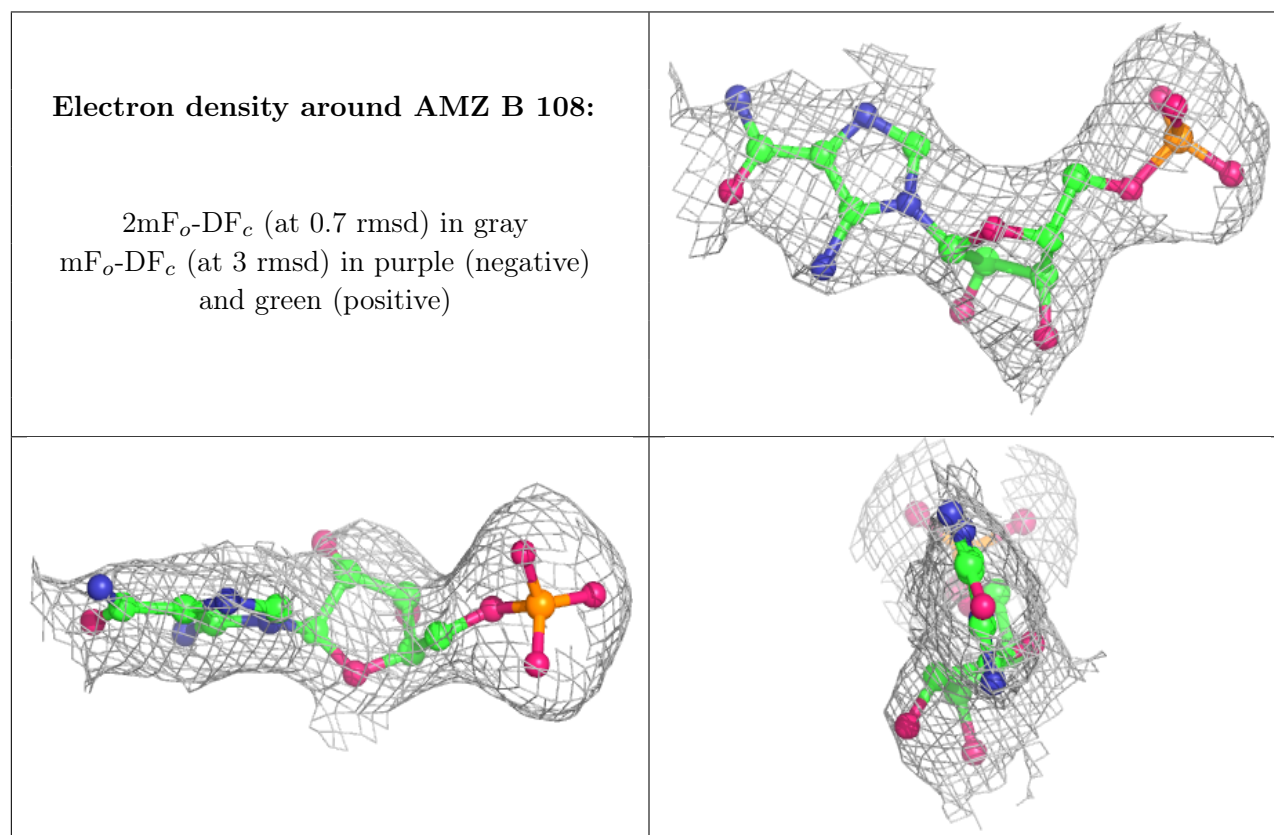 Electron density around AMZ B 108:
2mFo-DFc (at 0.7 rmsd) in gray
mFo-DFc (at 3 rmsd) in purple (negative)
and green (positive)